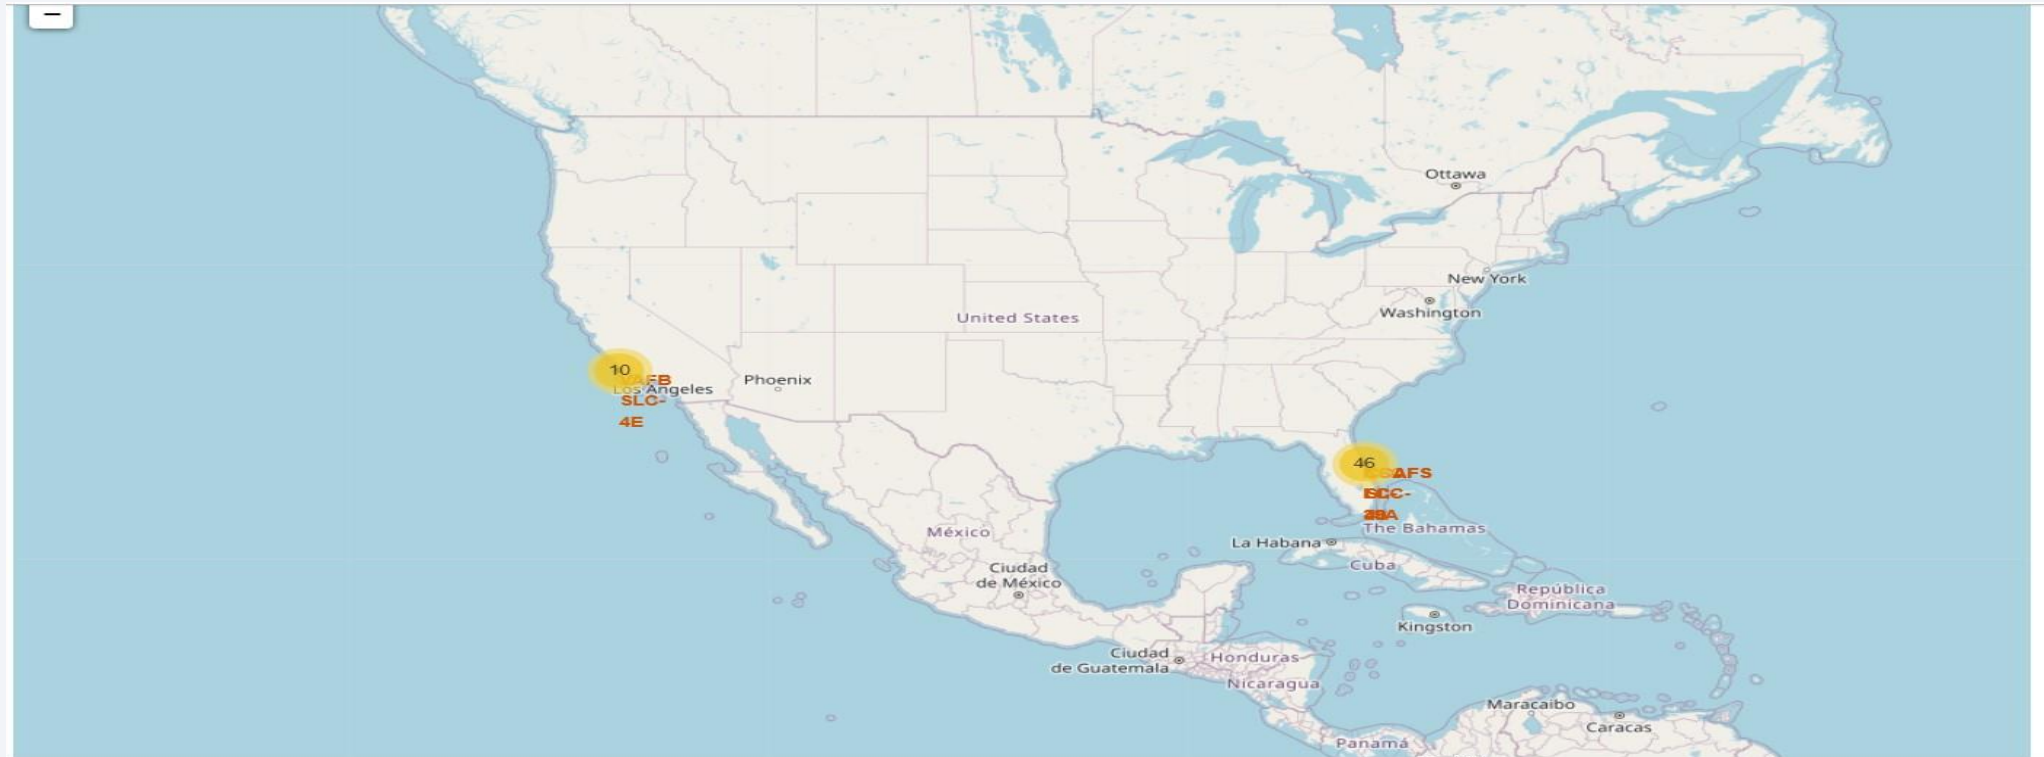 −
Ottawa
New York
Washington
United States
10
VAFB
Los Angeles
SLC-
4E
Phoenix
46
AFS
The Bahamas
México
La Habana
Cuba
Ciudad
de México
República
Dominicana
Kingston
Ciudad
de Guatemala
Honduras
Nicaragua
Maracaibo
Caracas
Panamá